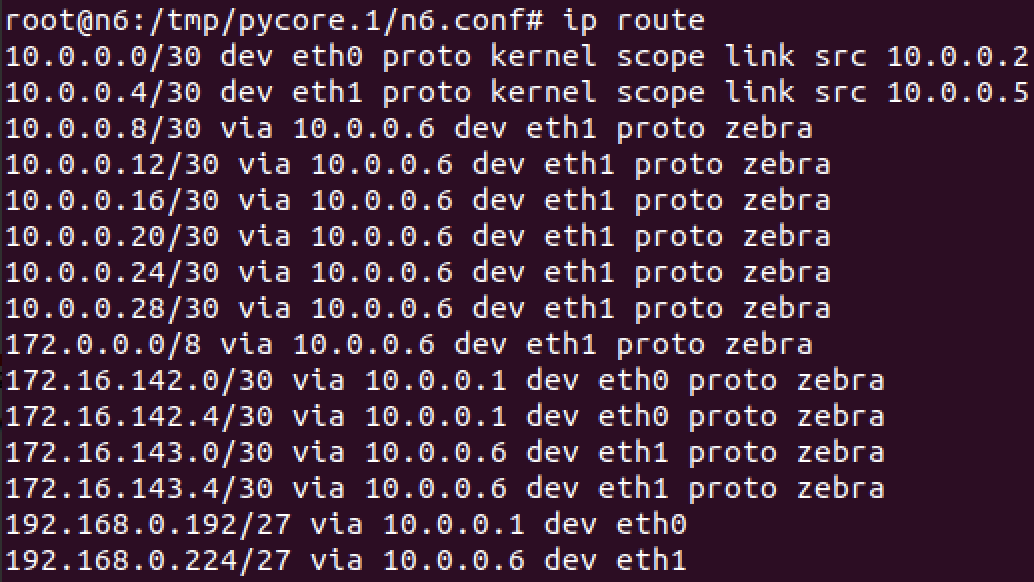 root@n6:/tmp/pycore.1/n6.conf# ip route
10.0.0.0/30 dev eth0 proto kernel scope link src 10.0.0.2
10.0.0.4/30 dev eth1 proto kernel scope link src 10.0.0.5
10.0.0.8/30 via 10.0.0.6 dev eth1 proto zebra
10.0.0.12/30 via 10.0.0.6 dev eth1 proto zebra
10.0.0.16/30 via 10.0.0.6 dev eth1 proto zebra
10.0.0.20/30 via 10.0.0.6 dev eth1 proto zebra
10.0.0.24/30 via 10.0.0.6 dev eth1 proto zebra
10.0.0.28/30 via 10.0.0.6 dev eth1 proto zebra
172.0.0.0/8 via 10.0.0.6 dev eth1 proto zebra
172.16.142.0/30 via 10.0.0.1 dev eth0 proto zebra
172.16.142.4/30 via 10.0.0.1 dev eth0 proto zebra
172.16.143.0/30 via 10.0.0.6 dev eth1 proto zebra
172.16.143.4/30 via 10.0.0.6 dev eth1 proto zebra
192.168.0.192/27 via 10.0.0.1 dev eth0
192.168.0.224/27 via 10.0.0.6 dev eth1